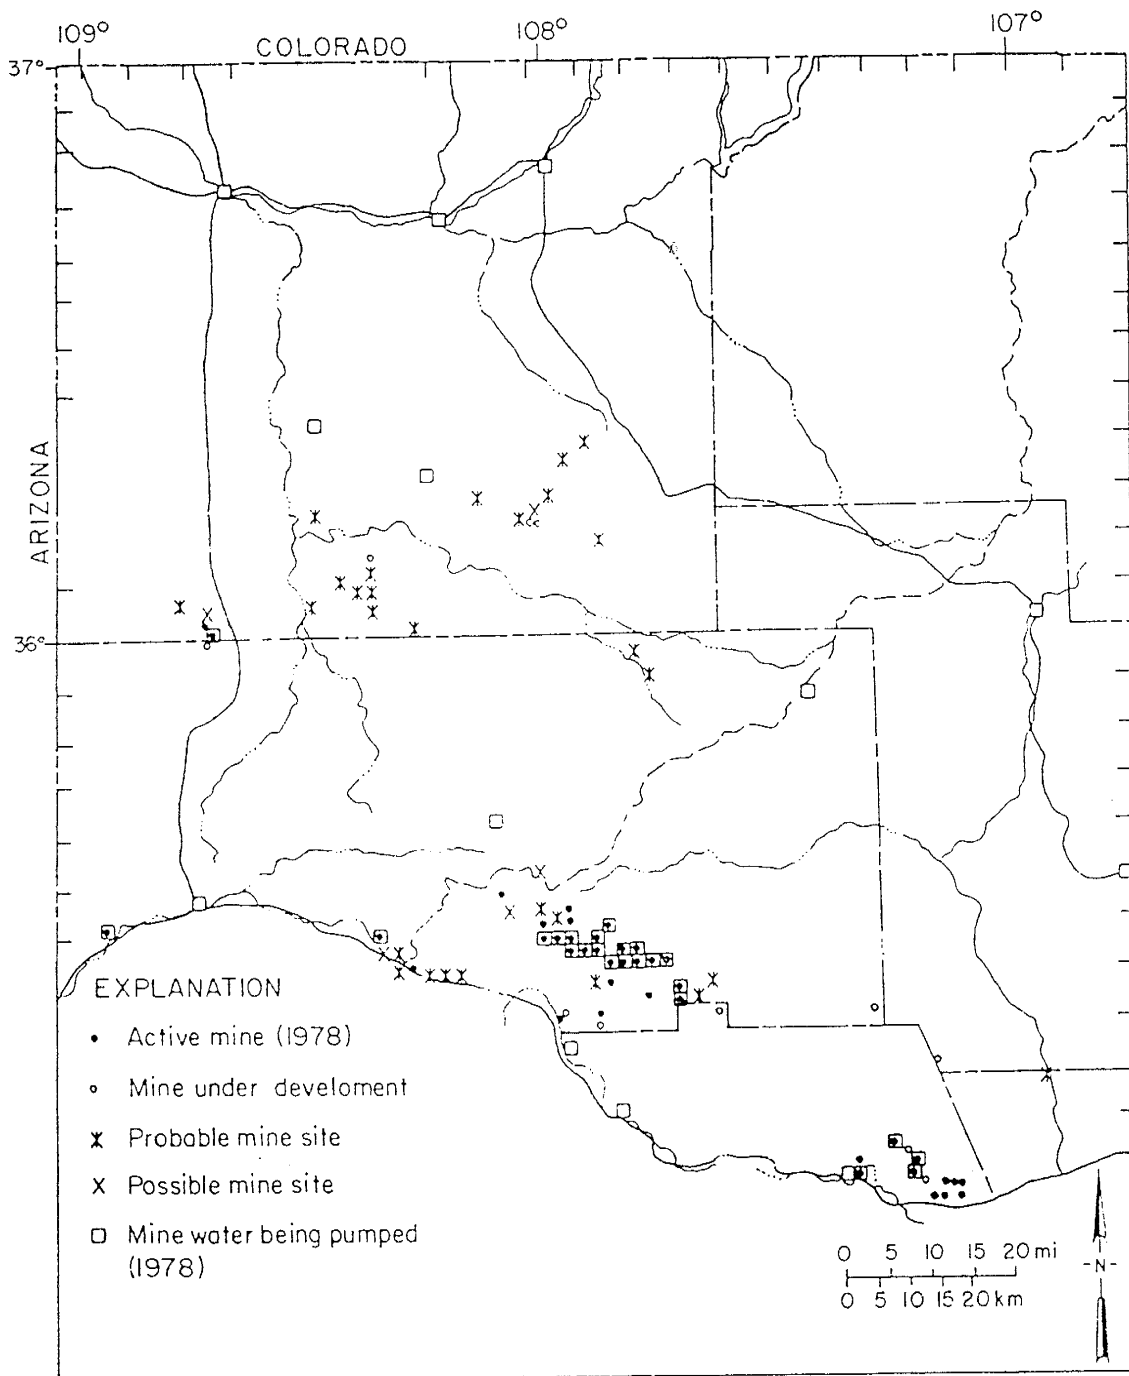 109° 108° 107°
COLORADO
37°
ARIZONA
36°
EXPLANATION
Active mine (1978)
Mine under develoment
Probable mine site
Possible mine site
Mine water being pumped
(1978)
0 5 10 15 20 mi
0 5 10 15 20 km
-N-